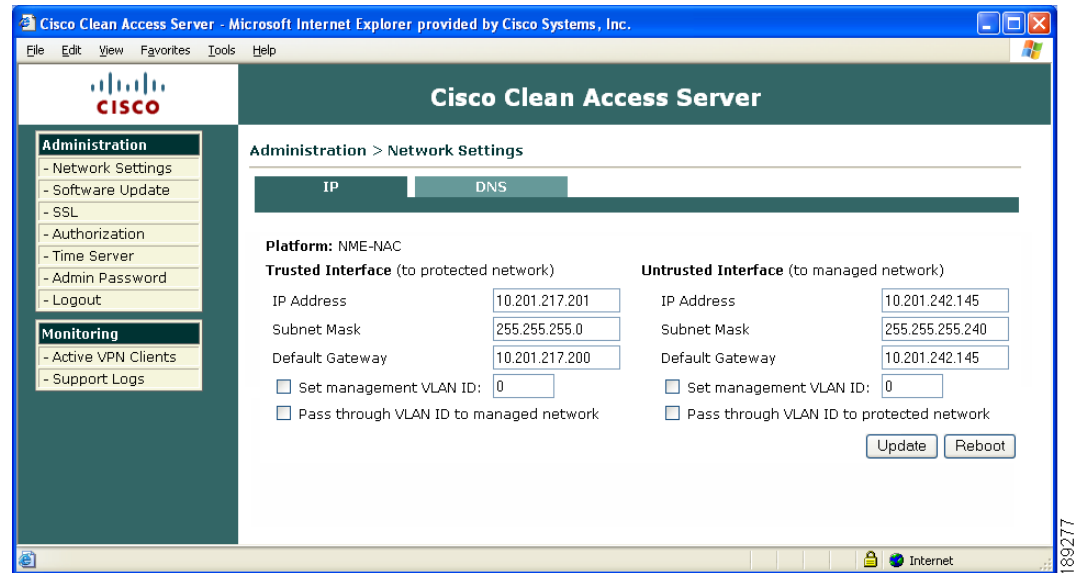 Cisco Clean Access Server - Microsoft Internet Explorer provided by Cisco Systems, Inc.
File Edit View Favorites Tools Help
CISCO
Cisco Clean Access Server
Administration
- Network Settings
- Software Update
- SSL
- Authorization
- Time Server
- Admin Password
- Logout
Monitoring
- Active VPN Clients
- Support Logs
Administration > Network Settings
IP DNS
Platform: NME-NAC
Trusted Interface (to protected network)
IP Address 10.201.217.201
Subnet Mask 255.255.255.0
Default Gateway 10.201.217.200
Set management VLAN ID: 0
Pass through VLAN ID to managed network
Untrusted Interface (to managed network)
IP Address 10.201.242.145
Subnet Mask 255.255.255.240
Default Gateway 10.201.242.145
Set management VLAN ID: 0
Pass through VLAN ID to protected network
Update Reboot
Internet
189277